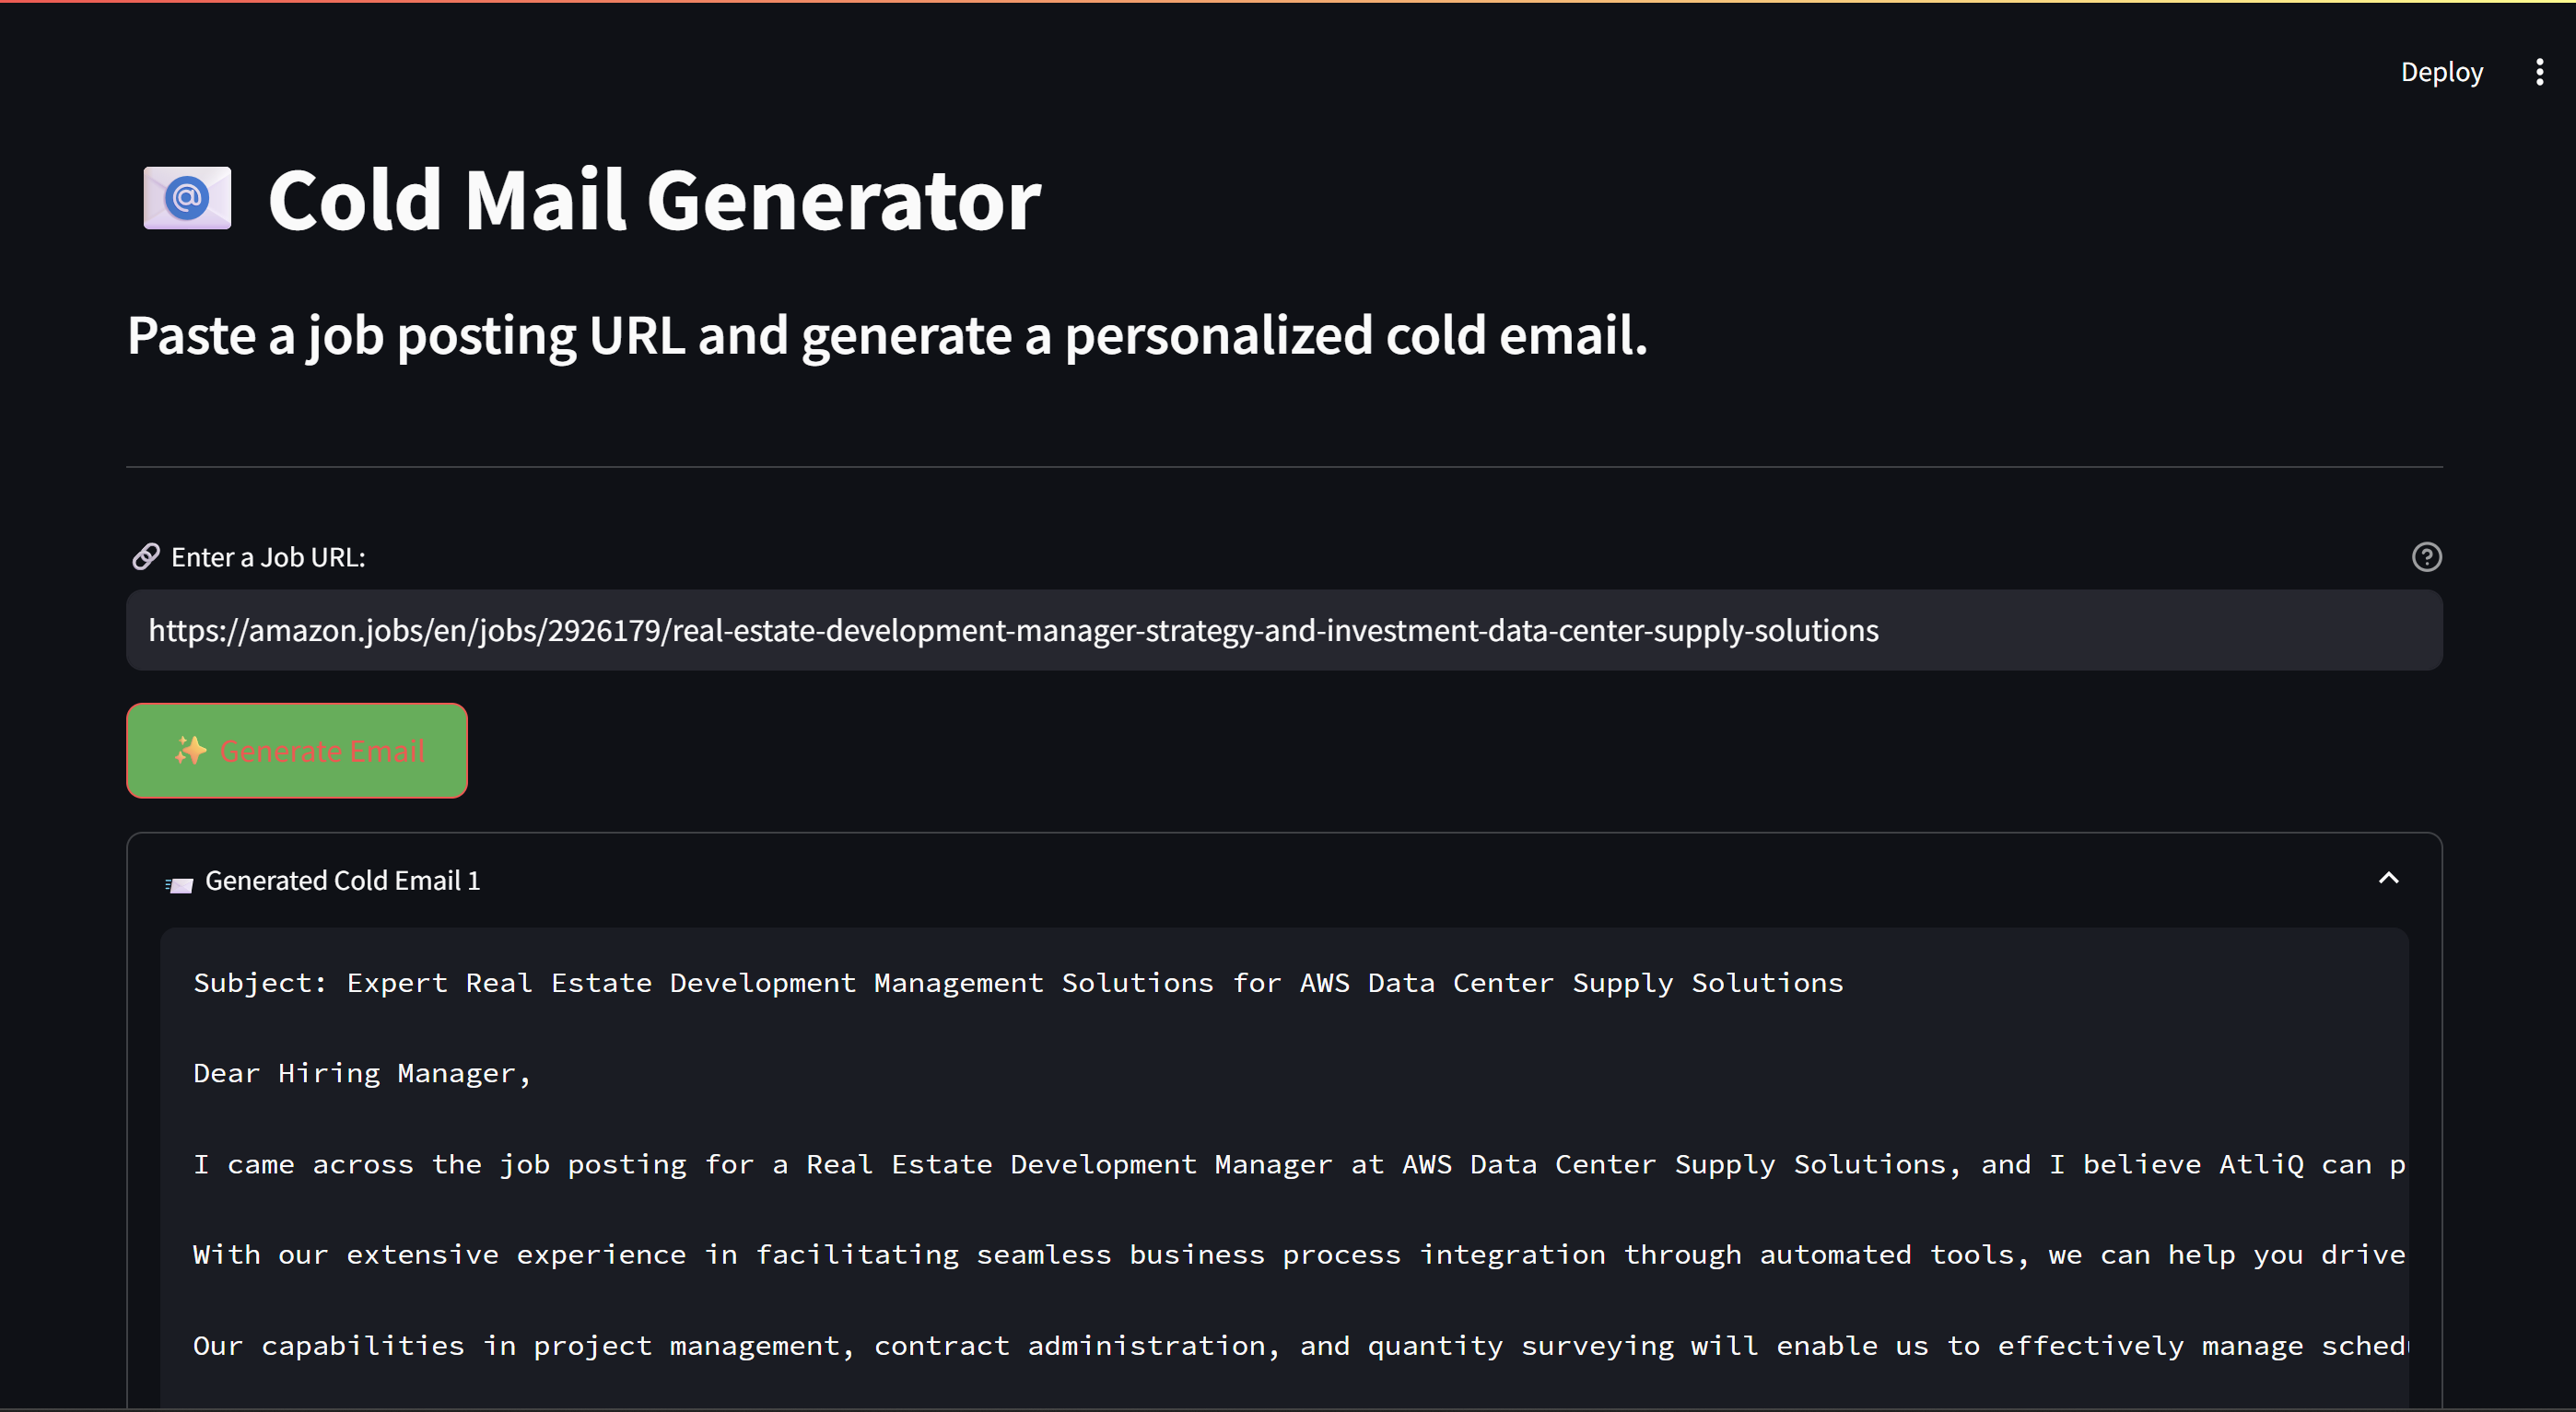 Deploy
Cold Mail Generator
Paste a job posting URL and generate a personalized cold email.
Enter a Job URL:
https://amazon.jobs/en/jobs/2926179/real-estate-development-manager-strategy-and-investment-data-center-supply-solutions
Generate Email
Generated Cold Email 1
Subject: Expert Real Estate Development Management Solutions for AWS Data Center Supply Solutions
Dear Hiring Manager,
I came across the job posting for a Real Estate Development Manager at AWS Data Center Supply Solutions, and I believe AtliQ can p
With our extensive experience in facilitating seamless business process integration through automated tools, we can help you drive
Our capabilities in project management, contract administration, and quantity surveying will enable us to effectively manage sched